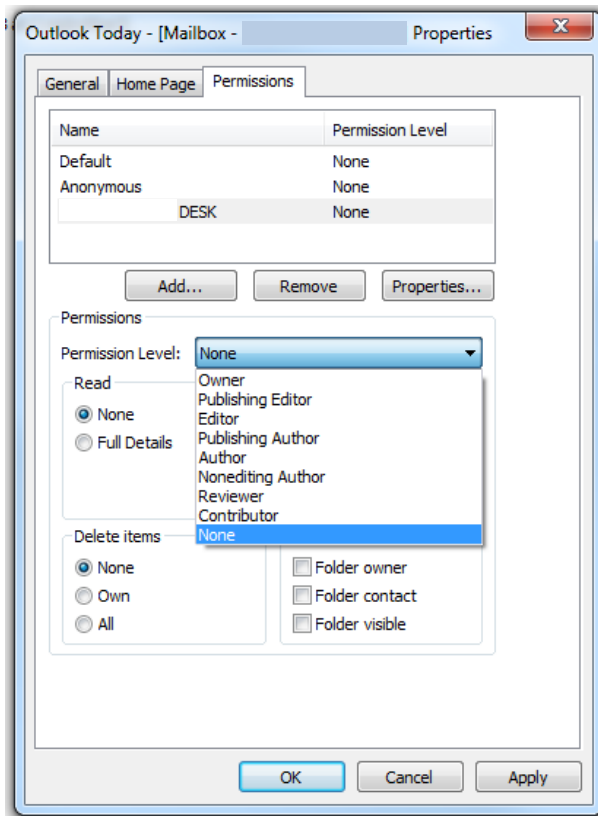 Outlook Today - [Mailbox - Properties
General Home Page Permissions
Name Permission Level
Default None
Anonymous None
DESK None
Add... Remove Properties...
Permissions
Permission Level: None
Owner
Publishing Editor
Editor
Publishing Author
Author
Nonediting Author
Reviewer
Contributor
None
Read
None
Full Details
Delete items
None
Own
All
Folder owner
Folder contact
Folder visible
OK Cancel Apply